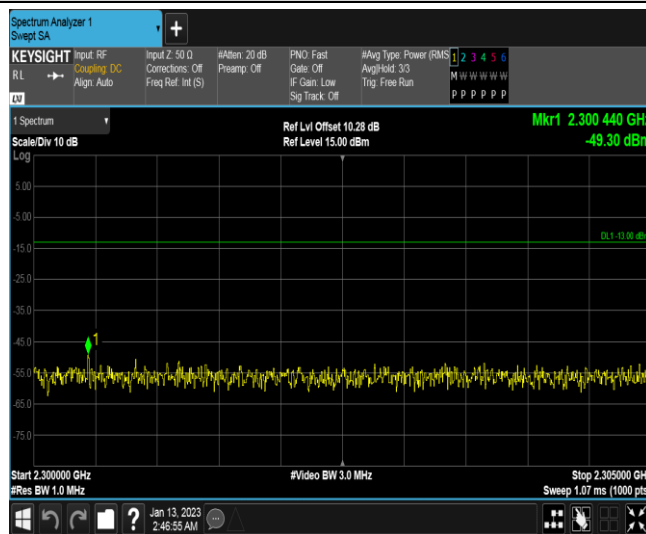 Spectrum Analyzer 1
Swept SA
KEYSIGHT
RL
LXI
Input: RF
Coupling: DC
Align: Auto
Input Z: 50 Ω
Corrections: Off
Freq Ref: Int (S)
#Atten: 20 dB
Preamp: Off
PNO: Fast
Gate: Off
IF Gain: Low
Sig Track: Off
#Avg Type: Power (RMS
Avg|Hold: 3/3
Trig: Free Run
1 2 3 4 5 6
M W W W W W
P P P P P P
1 Spectrum
Scale/Div 10 dB
Ref Lvl Offset 10.28 dB
Ref Level 15.00 dBm
Mkr1 2.300 440 GHz
-49.30 dBm
Log
5.00
-5.00
DL1 -13.00 dBm
-15.0
-25.0
-35.0
1
-45.0
-55.0
-65.0
-75.0
Start 2.300000 GHz
#Video BW 3.0 MHz
Stop 2.305000 GHz
#Res BW 1.0 MHz
Sweep 1.07 ms (1000 pts
?
Jan 13, 2023
2:46:55 AM